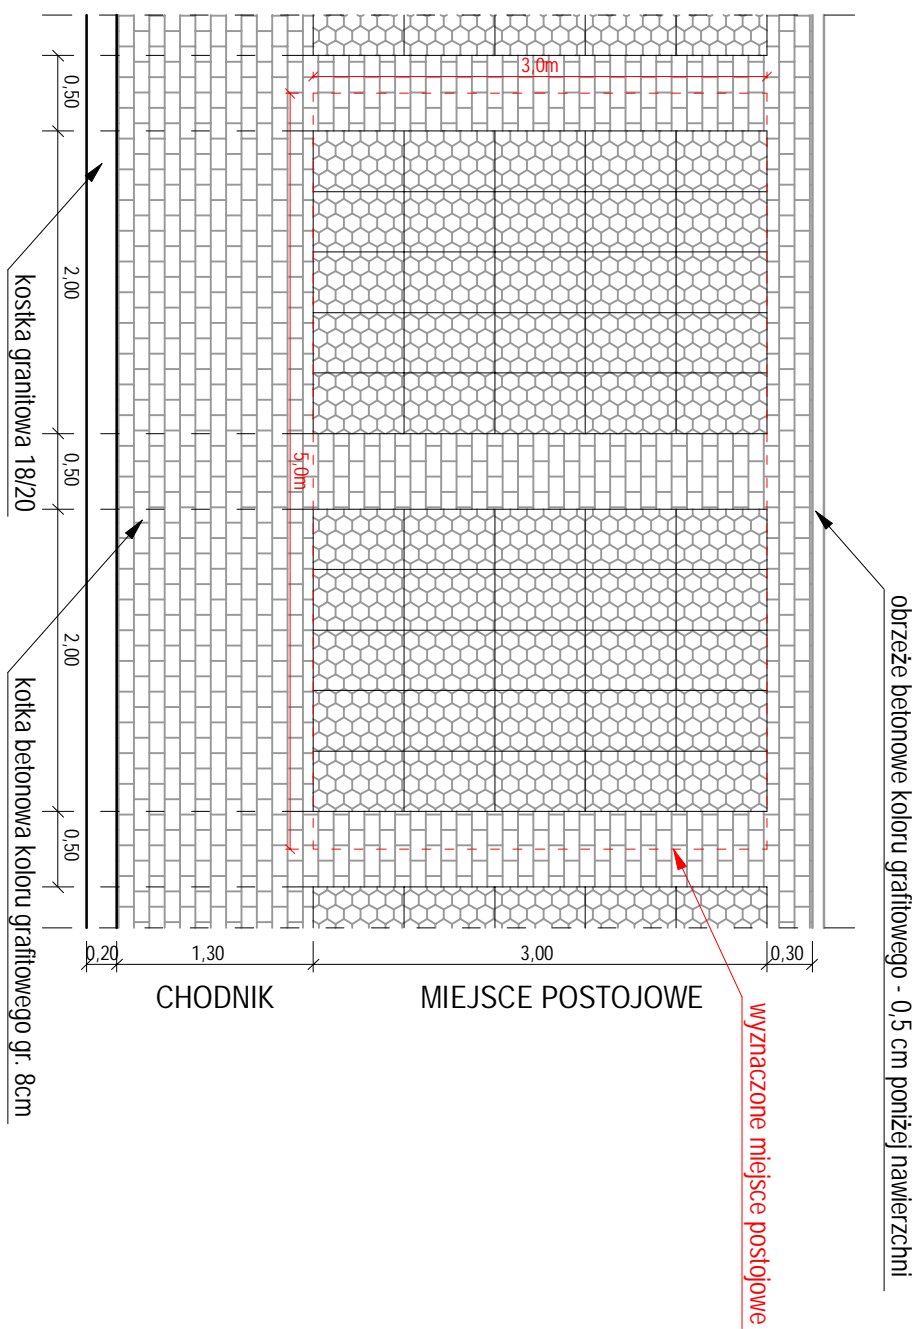 3,0m
0,50
2,00
0,50
2,00
0,50
5,0m
kostka granitowa 18/20
kotka betonowa koloru grafitowego gr. 8cm
obrzeże betonowe koloru grafitowego - 0,5 cm poniżej nawierzchni
wyznaczone miejsce postojowe
0,20
1,30
3,00
0,30
CHODNIK
MIEJSCE POSTOJOWE